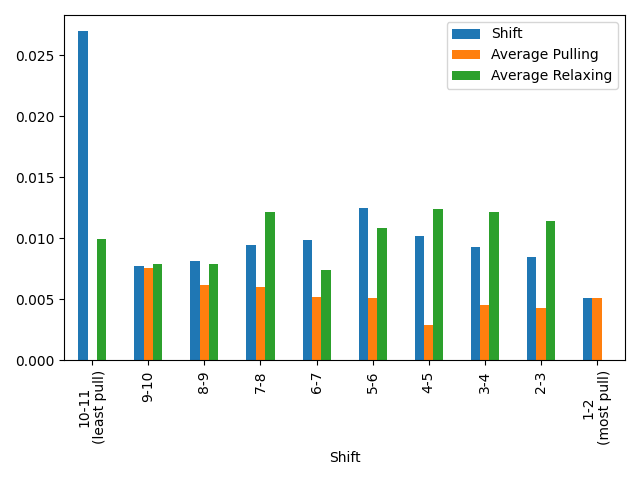 Shift
Average Pulling
Average Relaxing
0.025
0.020
0.015
0.010
0.005
0.000
10-11
(least pull)
9-10
8-9
7-8
6-7
5-6
4-5
3-4
2-3
1-2
(most pull)
Shift